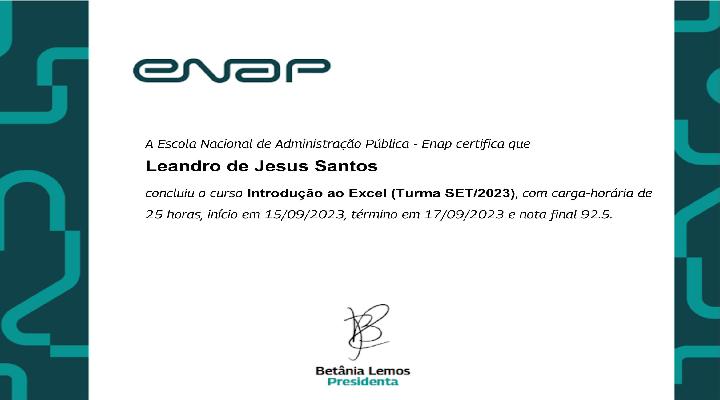 enap
A Escola Nacional de Administração Pública - Enap certifica que
Leandro de Jesus Santos
concluiu o curso Introdução ao Excel (Turma SET/2023), com carga-horária de
25 horas, início em 15/09/2023, término em 17/09/2023 e nota final 92.5.
Betânia Lemos
Presidenta